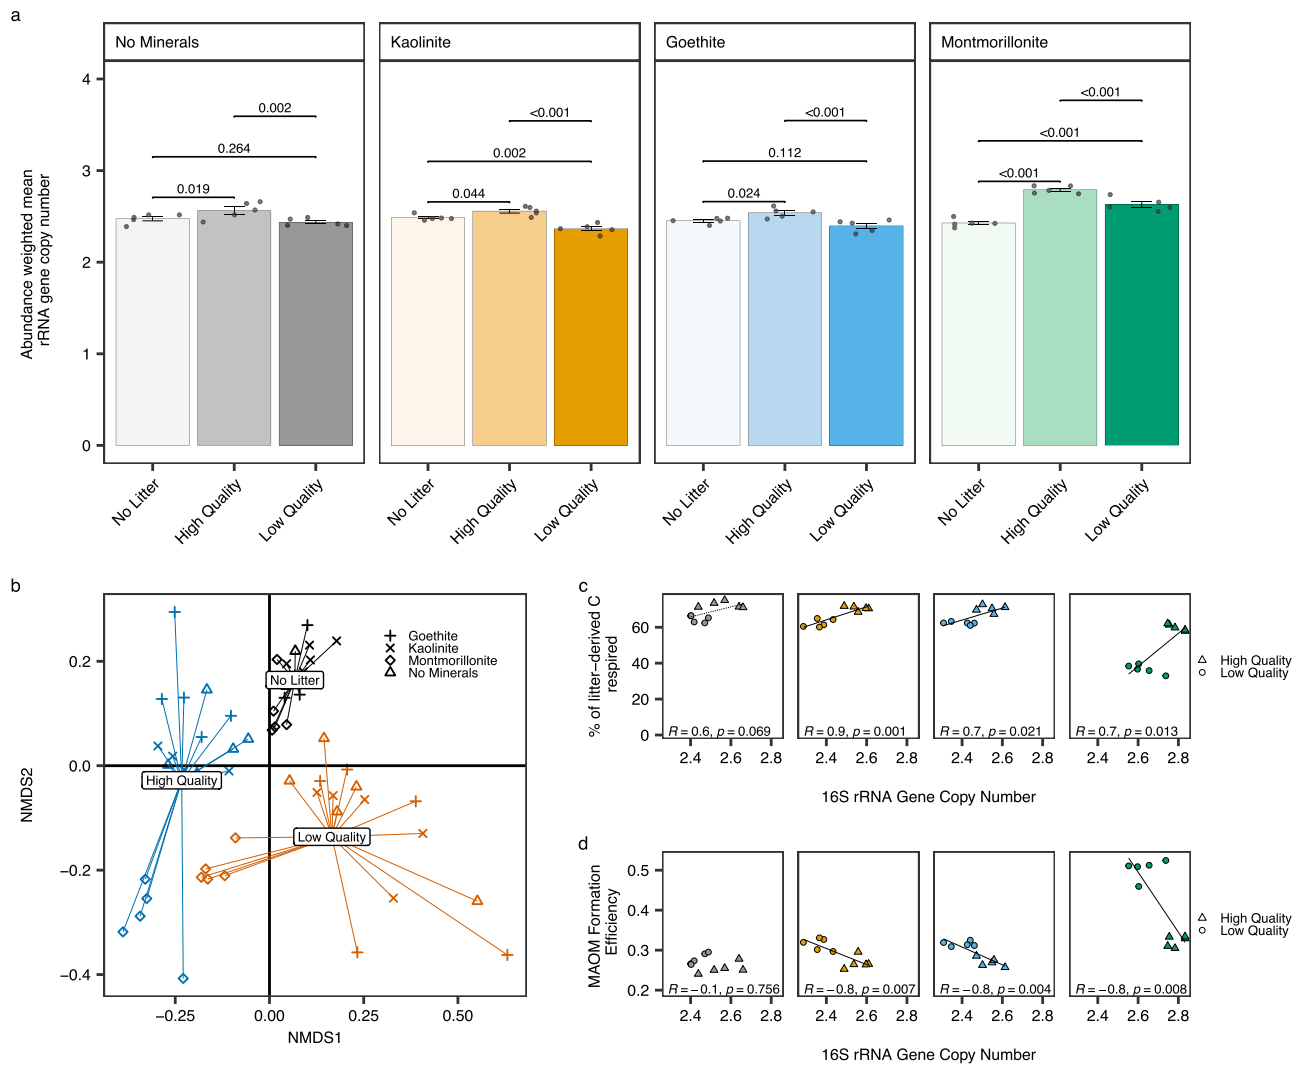 a
No Minerals
Kaolinite
Goethite
Montmorillonite
Abundance weighted mean
rRNA gene copy number
4
3
2
1
0
0.002
0.264
0.019
<0.001
0.002
0.044
<0.001
0.112
0.024
<0.001
<0.001
<0.001
No Litter
High Quality
Low Quality
No Litter
High Quality
Low Quality
No Litter
High Quality
Low Quality
No Litter
High Quality
Low Quality
b
NMDS2
0.2
0.0
−0.2
−0.4
Goethite
Kaolinite
Montmorillonite
No Minerals
No Litter
High Quality
Low Quality
−0.25
0.00
0.25
0.50
NMDS1
c
% of litter−derived C
respired
60
40
20
0
R = 0.6, p = 0.069
R = 0.9, p = 0.001
R = 0.7, p = 0.021
R = 0.7, p = 0.013
2.4 2.6 2.8
2.4 2.6 2.8
2.4 2.6 2.8
2.4 2.6 2.8
16S rRNA Gene Copy Number
High Quality
Low Quality
d
MAOM Formation
Efficiency
0.5
0.4
0.3
0.2
R = −0.1, p = 0.756
R = −0.8, p = 0.007
R = −0.8, p = 0.004
R = −0.8, p = 0.008
2.4 2.6 2.8
2.4 2.6 2.8
2.4 2.6 2.8
2.4 2.6 2.8
16S rRNA Gene Copy Number
High Quality
Low Quality